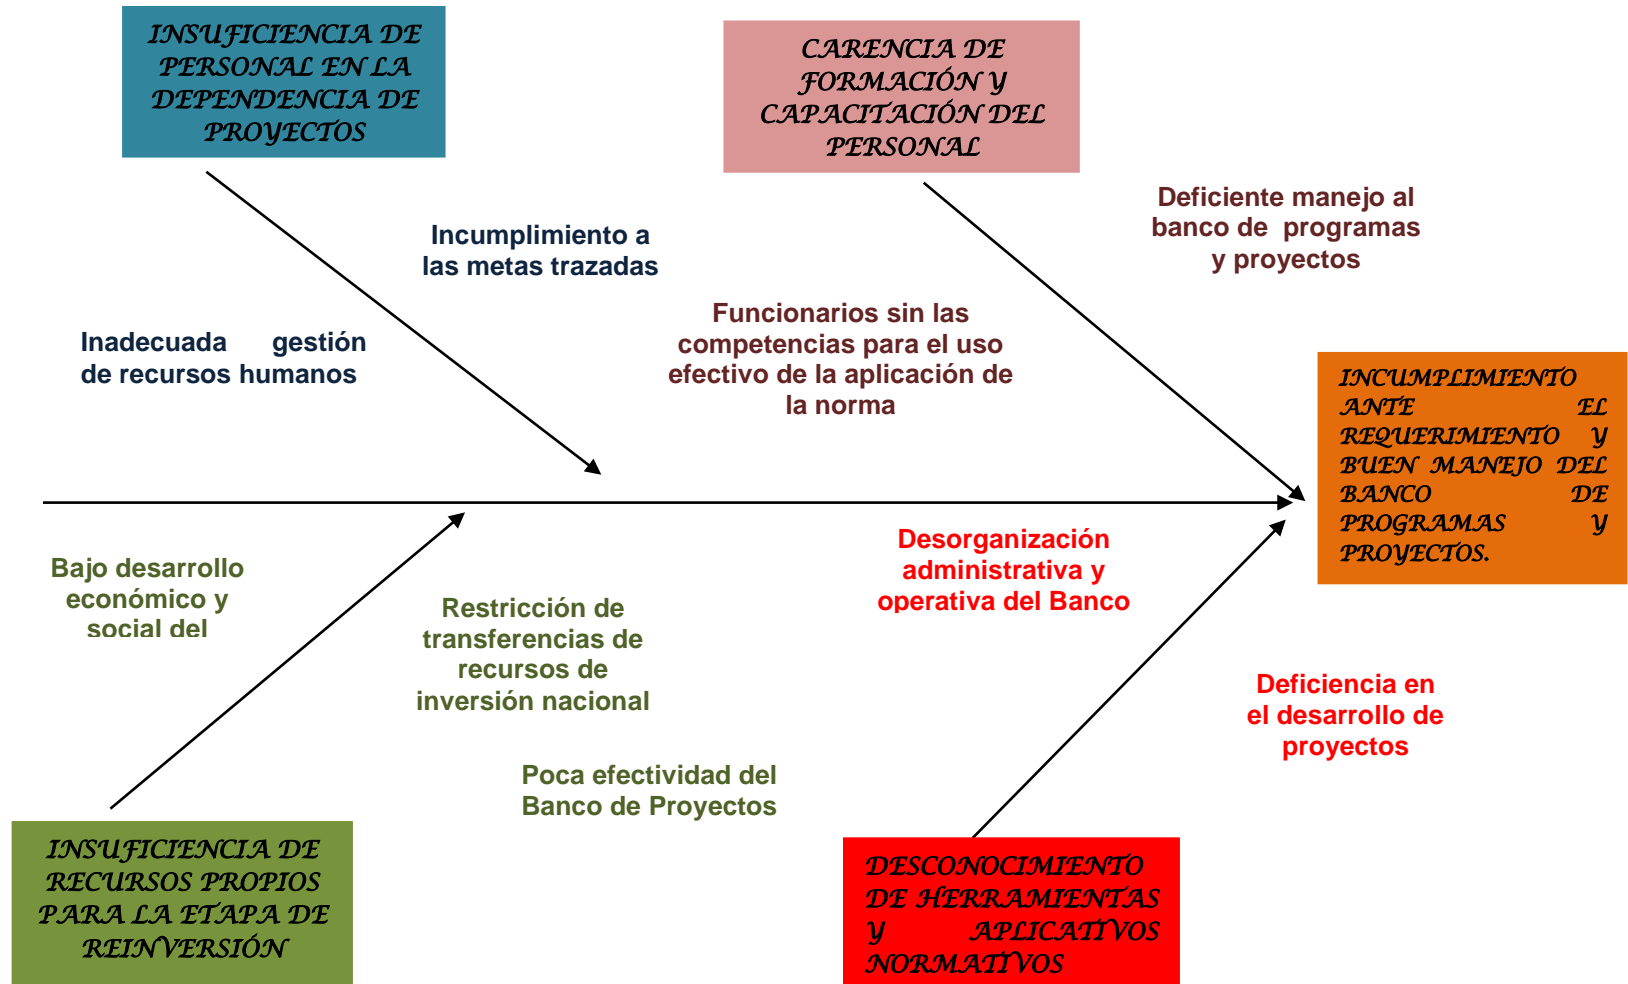 INSUFICIENCIA DE
PERSONAL EN LA
DEPENDENCIA DE
PROYECTOS
CARENCIA DE
FORMACIÓN Y
CAPACITACIÓN DEL
PERSONAL
Incumplimiento a
las metas trazadas
Deficiente manejo al
banco de programas
y proyectos
Inadecuada gestión
de recursos humanos
Funcionarios sin las
competencias para el uso
efectivo de la aplicación de
la norma
INCUMPLIMIENTO
ANTE EL
REQUERIMIENTO Y
BUEN MANEJO DEL
BANCO DE
PROGRAMAS Y
PROYECTOS.
Bajo desarrollo
económico y
social del
Restricción de
transferencias de
recursos de
inversión nacional
Desorganización
administrativa y
operativa del Banco
Deficiencia en
el desarrollo de
proyectos
Poca efectividad del
Banco de Proyectos
INSUFICIENCIA DE
RECURSOS PROPIOS
PARA LA ETAPA DE
REINVERSIÓN
DESCONOCIMIENTO
DE HERRAMIENTAS
Y APLICATIVOS
NORMATIVOS